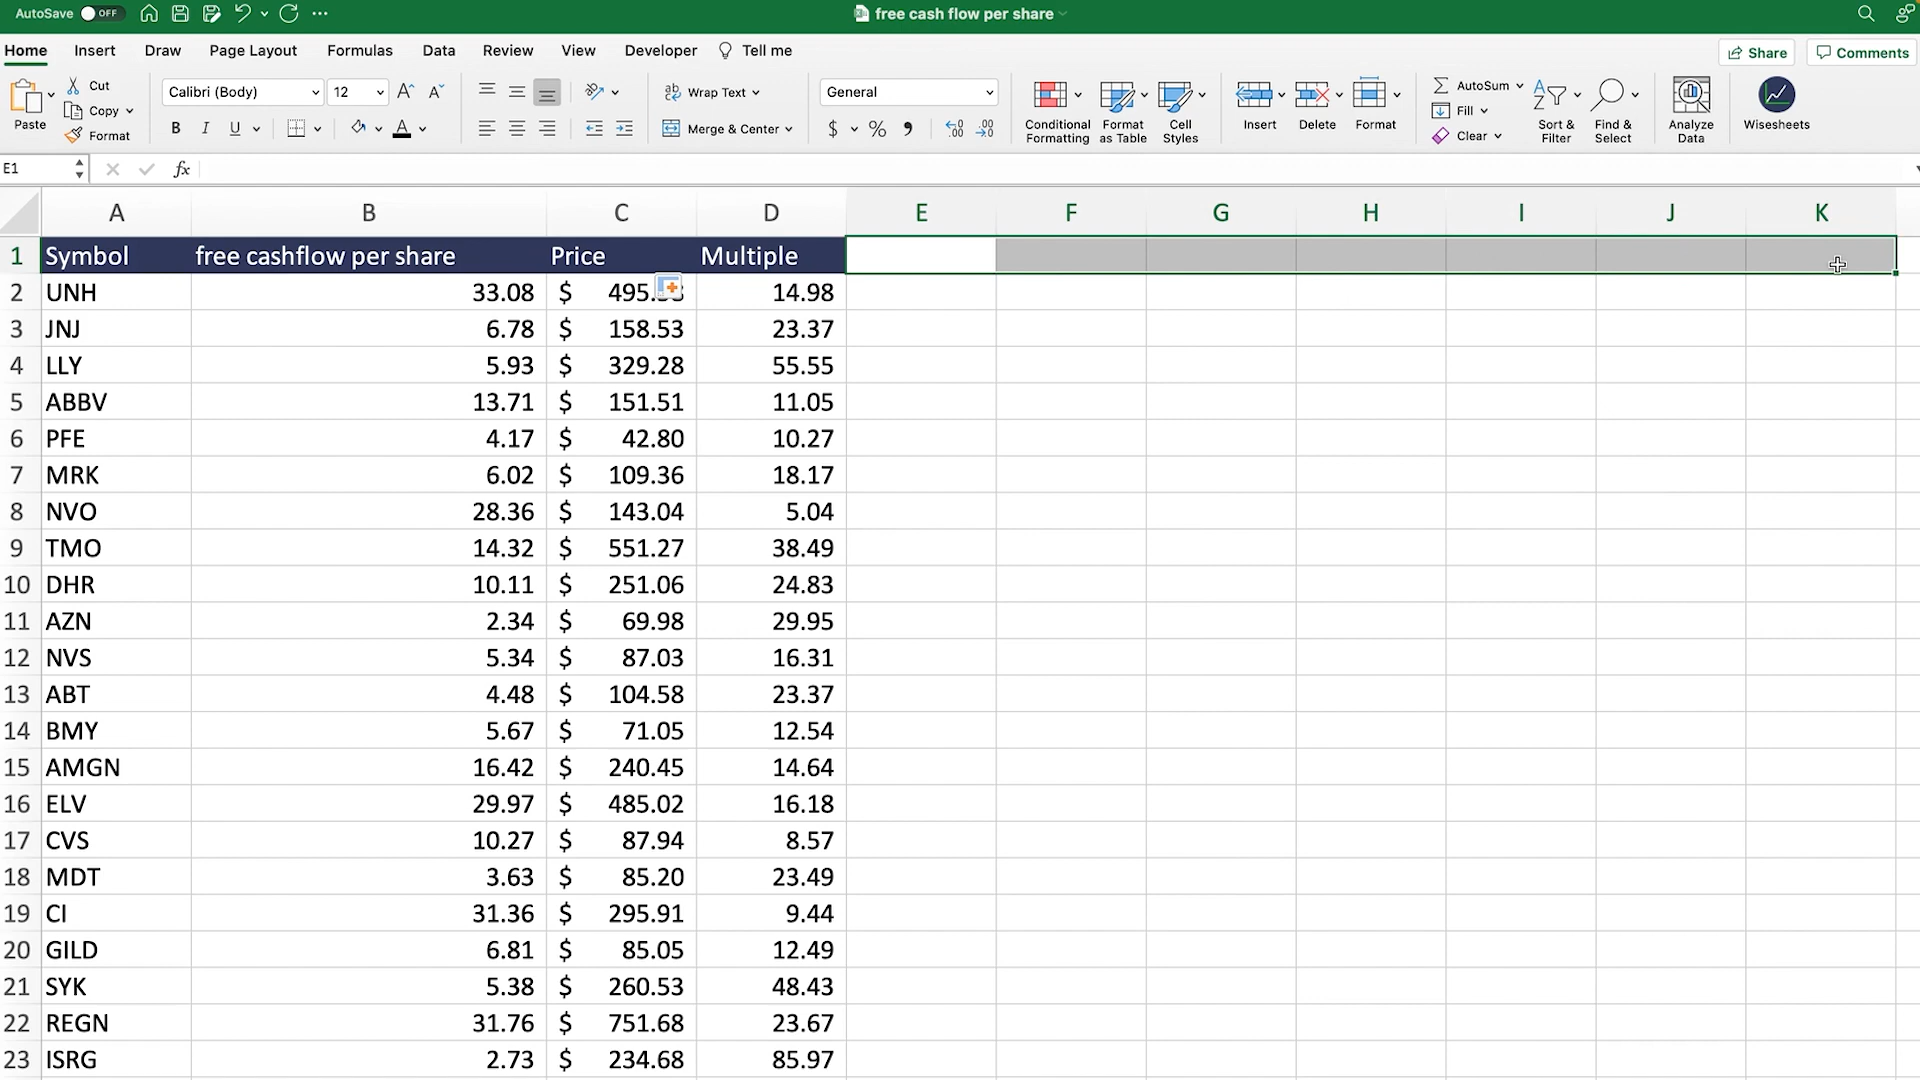 AutoSave OFF free cash flow per share
Home Insert Draw Page Layout Formulas Data Review View Developer Tell me Share Comments
Paste Cut Copy Format
Calibri (Body) 12
B I U A
Wrap Text
Merge & Center
General
$ % 9
Conditional Formatting
Format as Table
Cell Styles
Insert Delete Format
AutoSum
Fill
Clear
Sort & Filter
Find & Select
Analyze Data
Wisesheets
E1 fx
A B C D E F G H I J K
1 Symbol free cashflow per share Price Multiple
2 UNH 33.08 $ 14.98
3 JNJ 6.78 $ 158.53 23.37
4 LLY 5.93 $ 329.28 55.55
5 ABBV 13.71 $ 151.51 11.05
6 PFE 4.17 $ 42.80 10.27
7 MRK 6.02 $ 109.36 18.17
8 NVO 28.36 $ 143.04 5.04
9 TMO 14.32 $ 551.27 38.49
10 DHR 10.11 $ 251.06 24.83
11 AZN 2.34 $ 69.98 29.95
12 NVS 5.34 $ 87.03 16.31
13 ABT 4.48 $ 104.58 23.37
14 BMY 5.67 $ 71.05 12.54
15 AMGN 16.42 $ 240.45 14.64
16 ELV 29.97 $ 485.02 16.18
17 CVS 10.27 $ 87.94 8.57
18 MDT 3.63 $ 85.20 23.49
19 CI 31.36 $ 295.91 9.44
20 GILD 6.81 $ 85.05 12.49
21 SYK 5.38 $ 260.53 48.43
22 REGN 31.76 $ 751.68 23.67
23 ISRG 2.73 $ 234.68 85.97